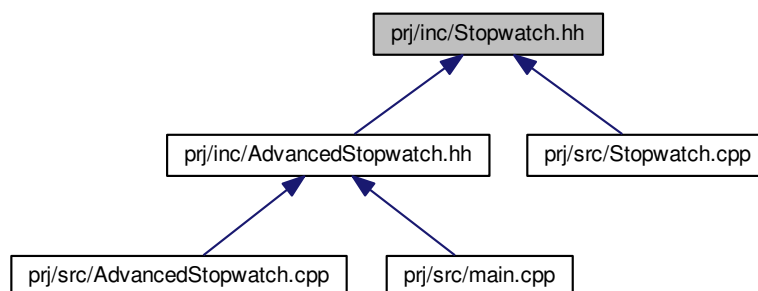 prj/inc/Stopwatch.hh
prj/inc/AdvancedStopwatch.hh
prj/src/Stopwatch.cpp
prj/src/AdvancedStopwatch.cpp
prj/src/main.cpp